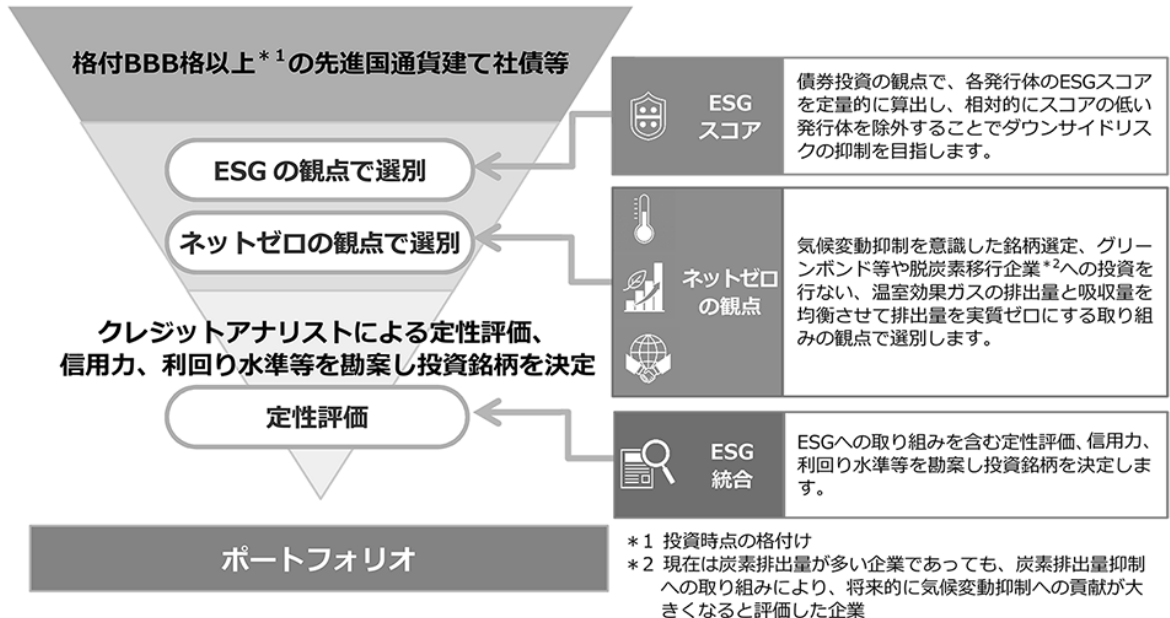 格付BBB格以上＊1の先進国通貨建て社債等
ESG の観点で選別
ネットゼロの観点で選別
クレジットアナリストによる定性評価、
信用力、利回り水準等を勘案し投資銘柄を決定
定性評価
ポートフォリオ
ESG
スコア
債券投資の観点で、各発行体のESGスコア
を定量的に算出し、相対的にスコアの低い
発行体を除外することでダウンサイドリス
クの抑制を目指します。
ネットゼロ
の観点
気候変動抑制を意識した銘柄選定、グリー
ンボンド等や脱炭素移行企業＊2への投資を
行ない、温室効果ガスの排出量と吸収量を
均衡させて排出量を実質ゼロにする取り組
みの観点で選別します。
ESG
統合
ESGへの取り組みを含む定性評価、信用力、
利回り水準等を勘案し投資銘柄を決定しま
す。
＊1 投資時点の格付け
＊2 現在は炭素排出量が多い企業であっても、炭素排出量抑制
への取り組みにより、将来的に気候変動抑制への貢献が大
きくなると評価した企業